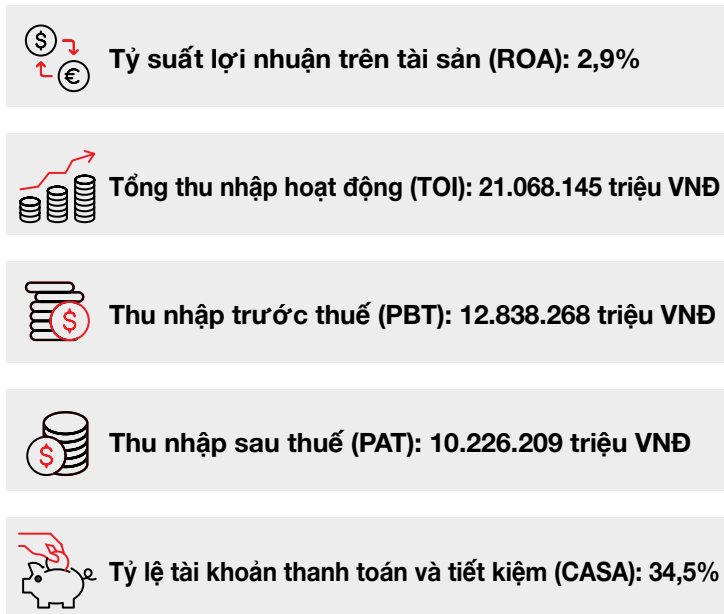 Tỷ suất lợi nhuận trên tài sản (ROA): 2,9%
Tổng thu nhập hoạt động (TOI): 21.068.145 triệu VNĐ
Thu nhập trước thuế (PBT): 12.838.268 triệu VNĐ
Thu nhập sau thuế (PAT): 10.226.209 triệu VNĐ
Tỷ lệ tài khoản thanh toán và tiết kiệm (CASA): 34,5%